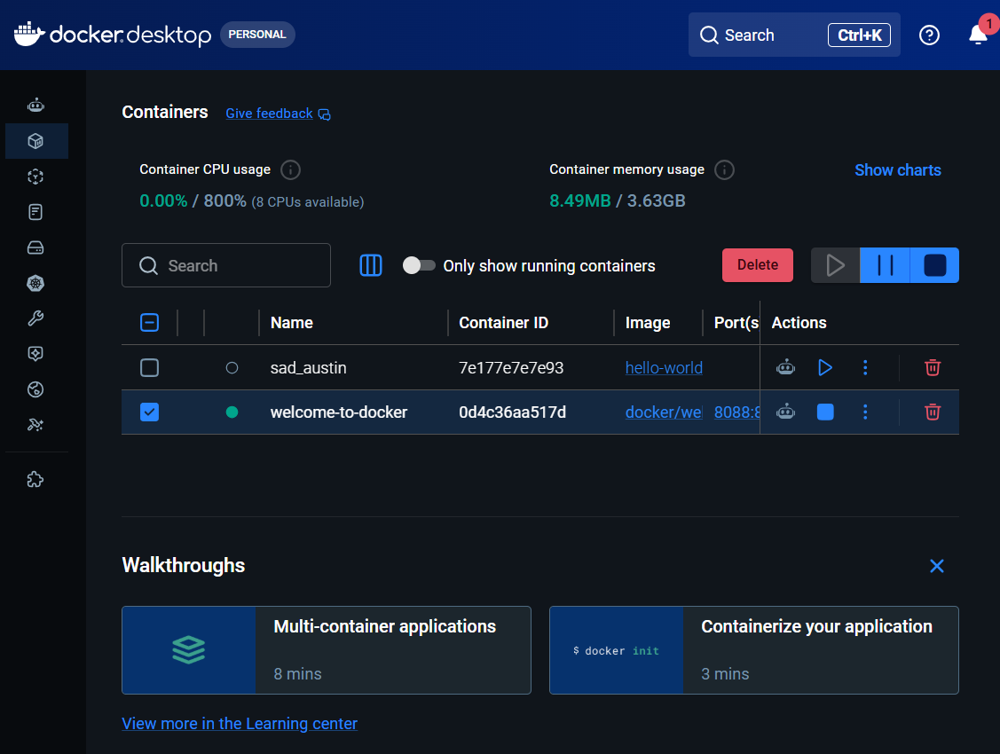 docker.desktop PERSONAL Search Ctrl+K 1
Containers Give feedback
Container CPU usage Container memory usage Show charts
0.00% / 800% (8 CPUs available) 8.49MB / 3.63GB
Search Only show running containers Delete
Name Container ID Image Port(s Actions
sad_austin 7e177e7e7e93 hello-world
welcome-to-docker 0d4c36aa517d docker/we 8088:8
Walkthroughs
Multi-container applications
8 mins
$ docker init
Containerize your application
3 mins
View more in the Learning center